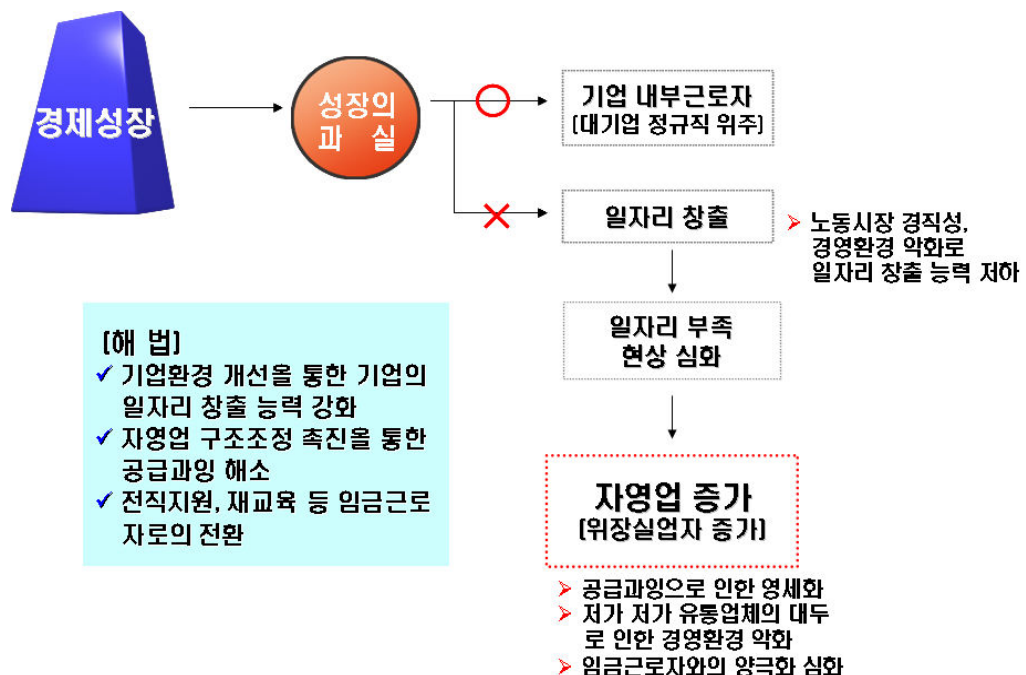 경제성장
성장의
과 실
기업 내부근로자
(대기업 정규직 위주)
일자리 창출
노동시장 경직성,
경영환경 악화로
일자리 창출 능력 저하
일자리 부족
현상 심화
자영업 증가
(위장실업자 증가)
공급과잉으로 인한 영세화
저가 저가 유통업체의 대두
로 인한 경영환경 악화
임금근로자와의 양극화 심화
[해 법]
기업환경 개선을 통한 기업의
일자리 창출 능력 강화
자영업 구조조정 촉진을 통한
공급과잉 해소
전직지원, 재교육 등 임금근로
자로의 전환